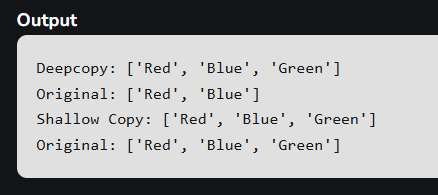 Output
Deepcopy: ['Red', 'Blue', 'Green']
Original: ['Red', 'Blue']
Shallow Copy: ['Red', 'Blue', 'Green']
Original: ['Red', 'Blue', 'Green']